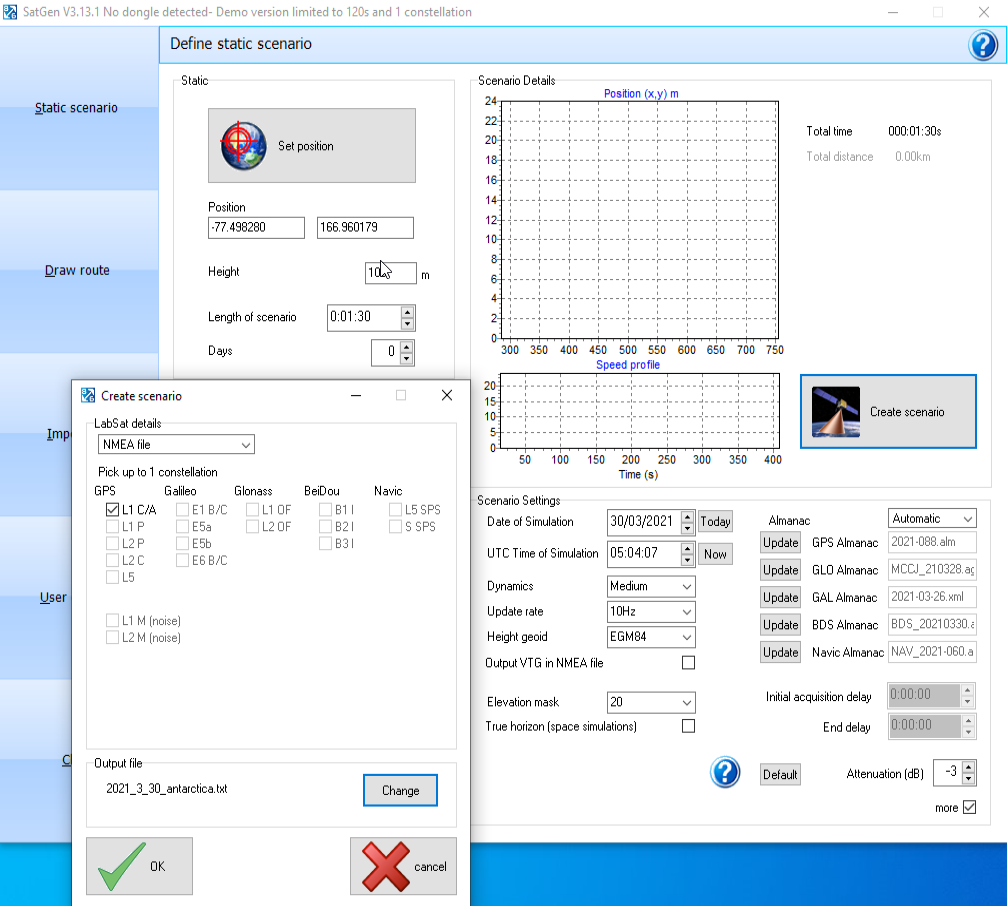 SatGen V3.13.1 No dongle detected- Demo version limited to 120s and 1 constellation
Define static scenario
Static scenario
Draw route
Imp
User
Static
Set position
Position
-77.498280 166.960179
Height 10 m
Length of scenario 0:01:30
Days 0
Scenario Details
Position (x,y) m
24
22
20
18
16
14
12
10
8
6
4
2
0
300 350 400 450 500 550 600 650 700 750
Speed profile
20
15
10
5
0
50 100 150 200 250 300 350 400
Time (s)
Total time 000:01:30s
Total distance 0.00km
Create scenario
Create scenario
LabSat details
NMEA file
Pick up to 1 constellation
GPS Galileo Glonass BeiDou Navic
L1 C/A E1 B/C L1 OF B1 I L5 SPS
L1 P E5a L2 OF B2 I S SPS
L2 P E5b B3 I
L2 C E6 B/C
L5
L1 M (noise)
L2 M (noise)
Output file
2021_3_30_antarctica.txt Change
OK cancel
Scenario Settings
Date of Simulation 30/03/2021 Today
UTC Time of Simulation 05:04:07 Now
Dynamics Medium
Update rate 10Hz
Height geoid EGM84
Output VTG in NMEA file
Elevation mask 20
True horizon (space simulations)
Almanac Automatic
Update GPS Almanac 2021-088.alm
Update GLO Almanac MCCJ_210328.ag
Update GAL Almanac 2021-03-26.xml
Update BDS Almanac BDS_20210330.a
Update Navic Almanac NAV_2021-060.a
Initial acquisition delay 0:00:00
End delay 0:00:00
Default Attenuation (dB) -3
more